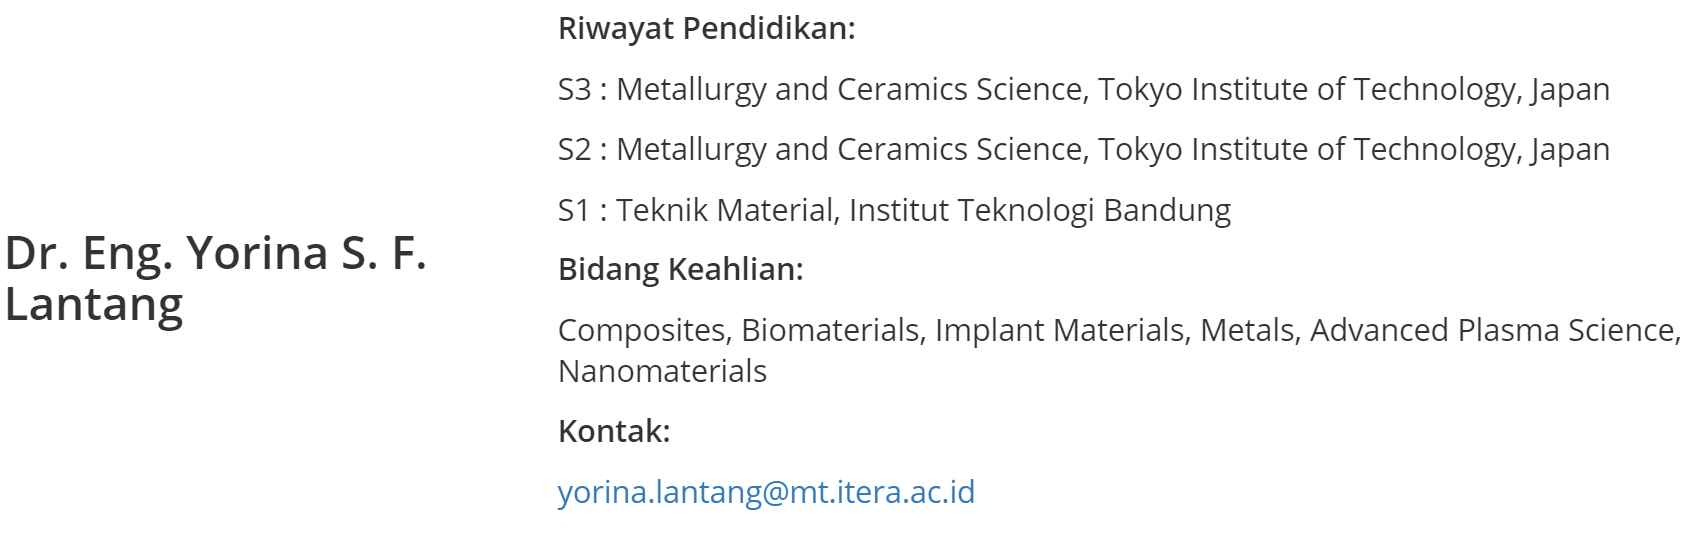 Dr. Eng. Yorina S. F.
Lantang
Riwayat Pendidikan:
S3 : Metallurgy and Ceramics Science, Tokyo Institute of Technology, Japan
S2 : Metallurgy and Ceramics Science, Tokyo Institute of Technology, Japan
S1 : Teknik Material, Institut Teknologi Bandung
Bidang Keahlian:
Composites, Biomaterials, Implant Materials, Metals, Advanced Plasma Science,
Nanomaterials
Kontak:
yorina.lantang@mt.itera.ac.id